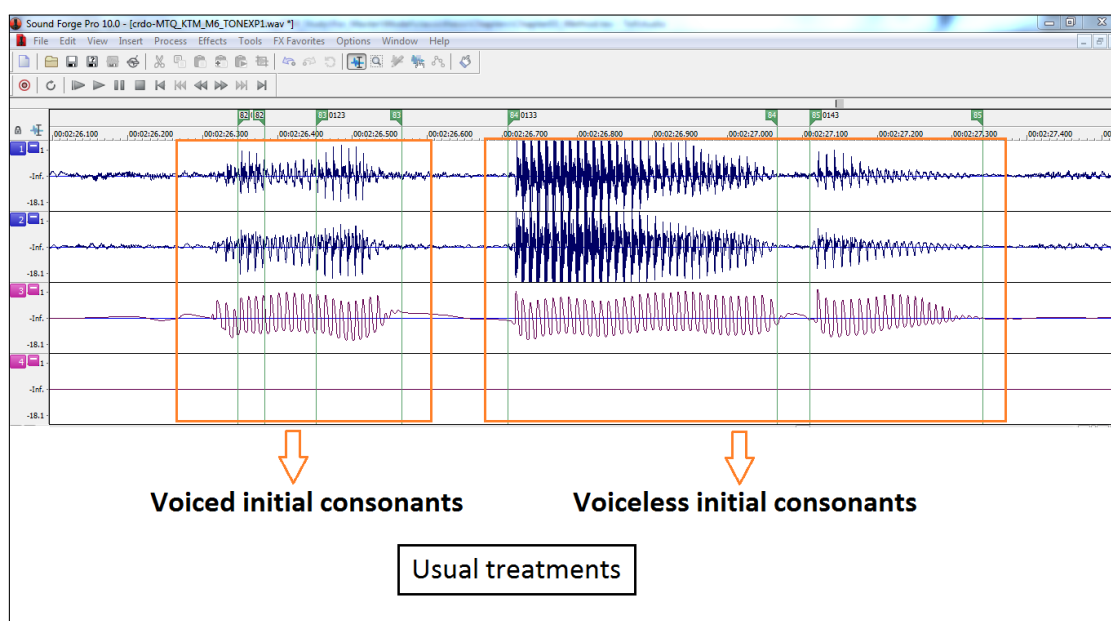 Sound Forge Pro 10.0 - [crdo-MTQ_KTM_M6_TONEXP1.wav *]
File Edit View Insert Process Effects Tools FX Favorites Options Window Help
82 82 83 0123 83 84 0133 84 85 0143 85
,00:02:26.100 ,00:02:26.200 ,00:02:26.300 ,00:02:26.400 ,00:02:26.500 ,00:02:26.600 ,00:02:26.700 ,00:02:26.800 ,00:02:26.900 ,00:02:27.000 ,00:02:27.100 ,00:02:27.200 ,00:02:27.300 ,00:02:27.400
1
-Inf.
-18.1
2
-Inf.
-18.1
3
-Inf.
-18.1
4
-Inf.
-18.1
Voiced initial consonants Voiceless initial consonants
Usual treatments